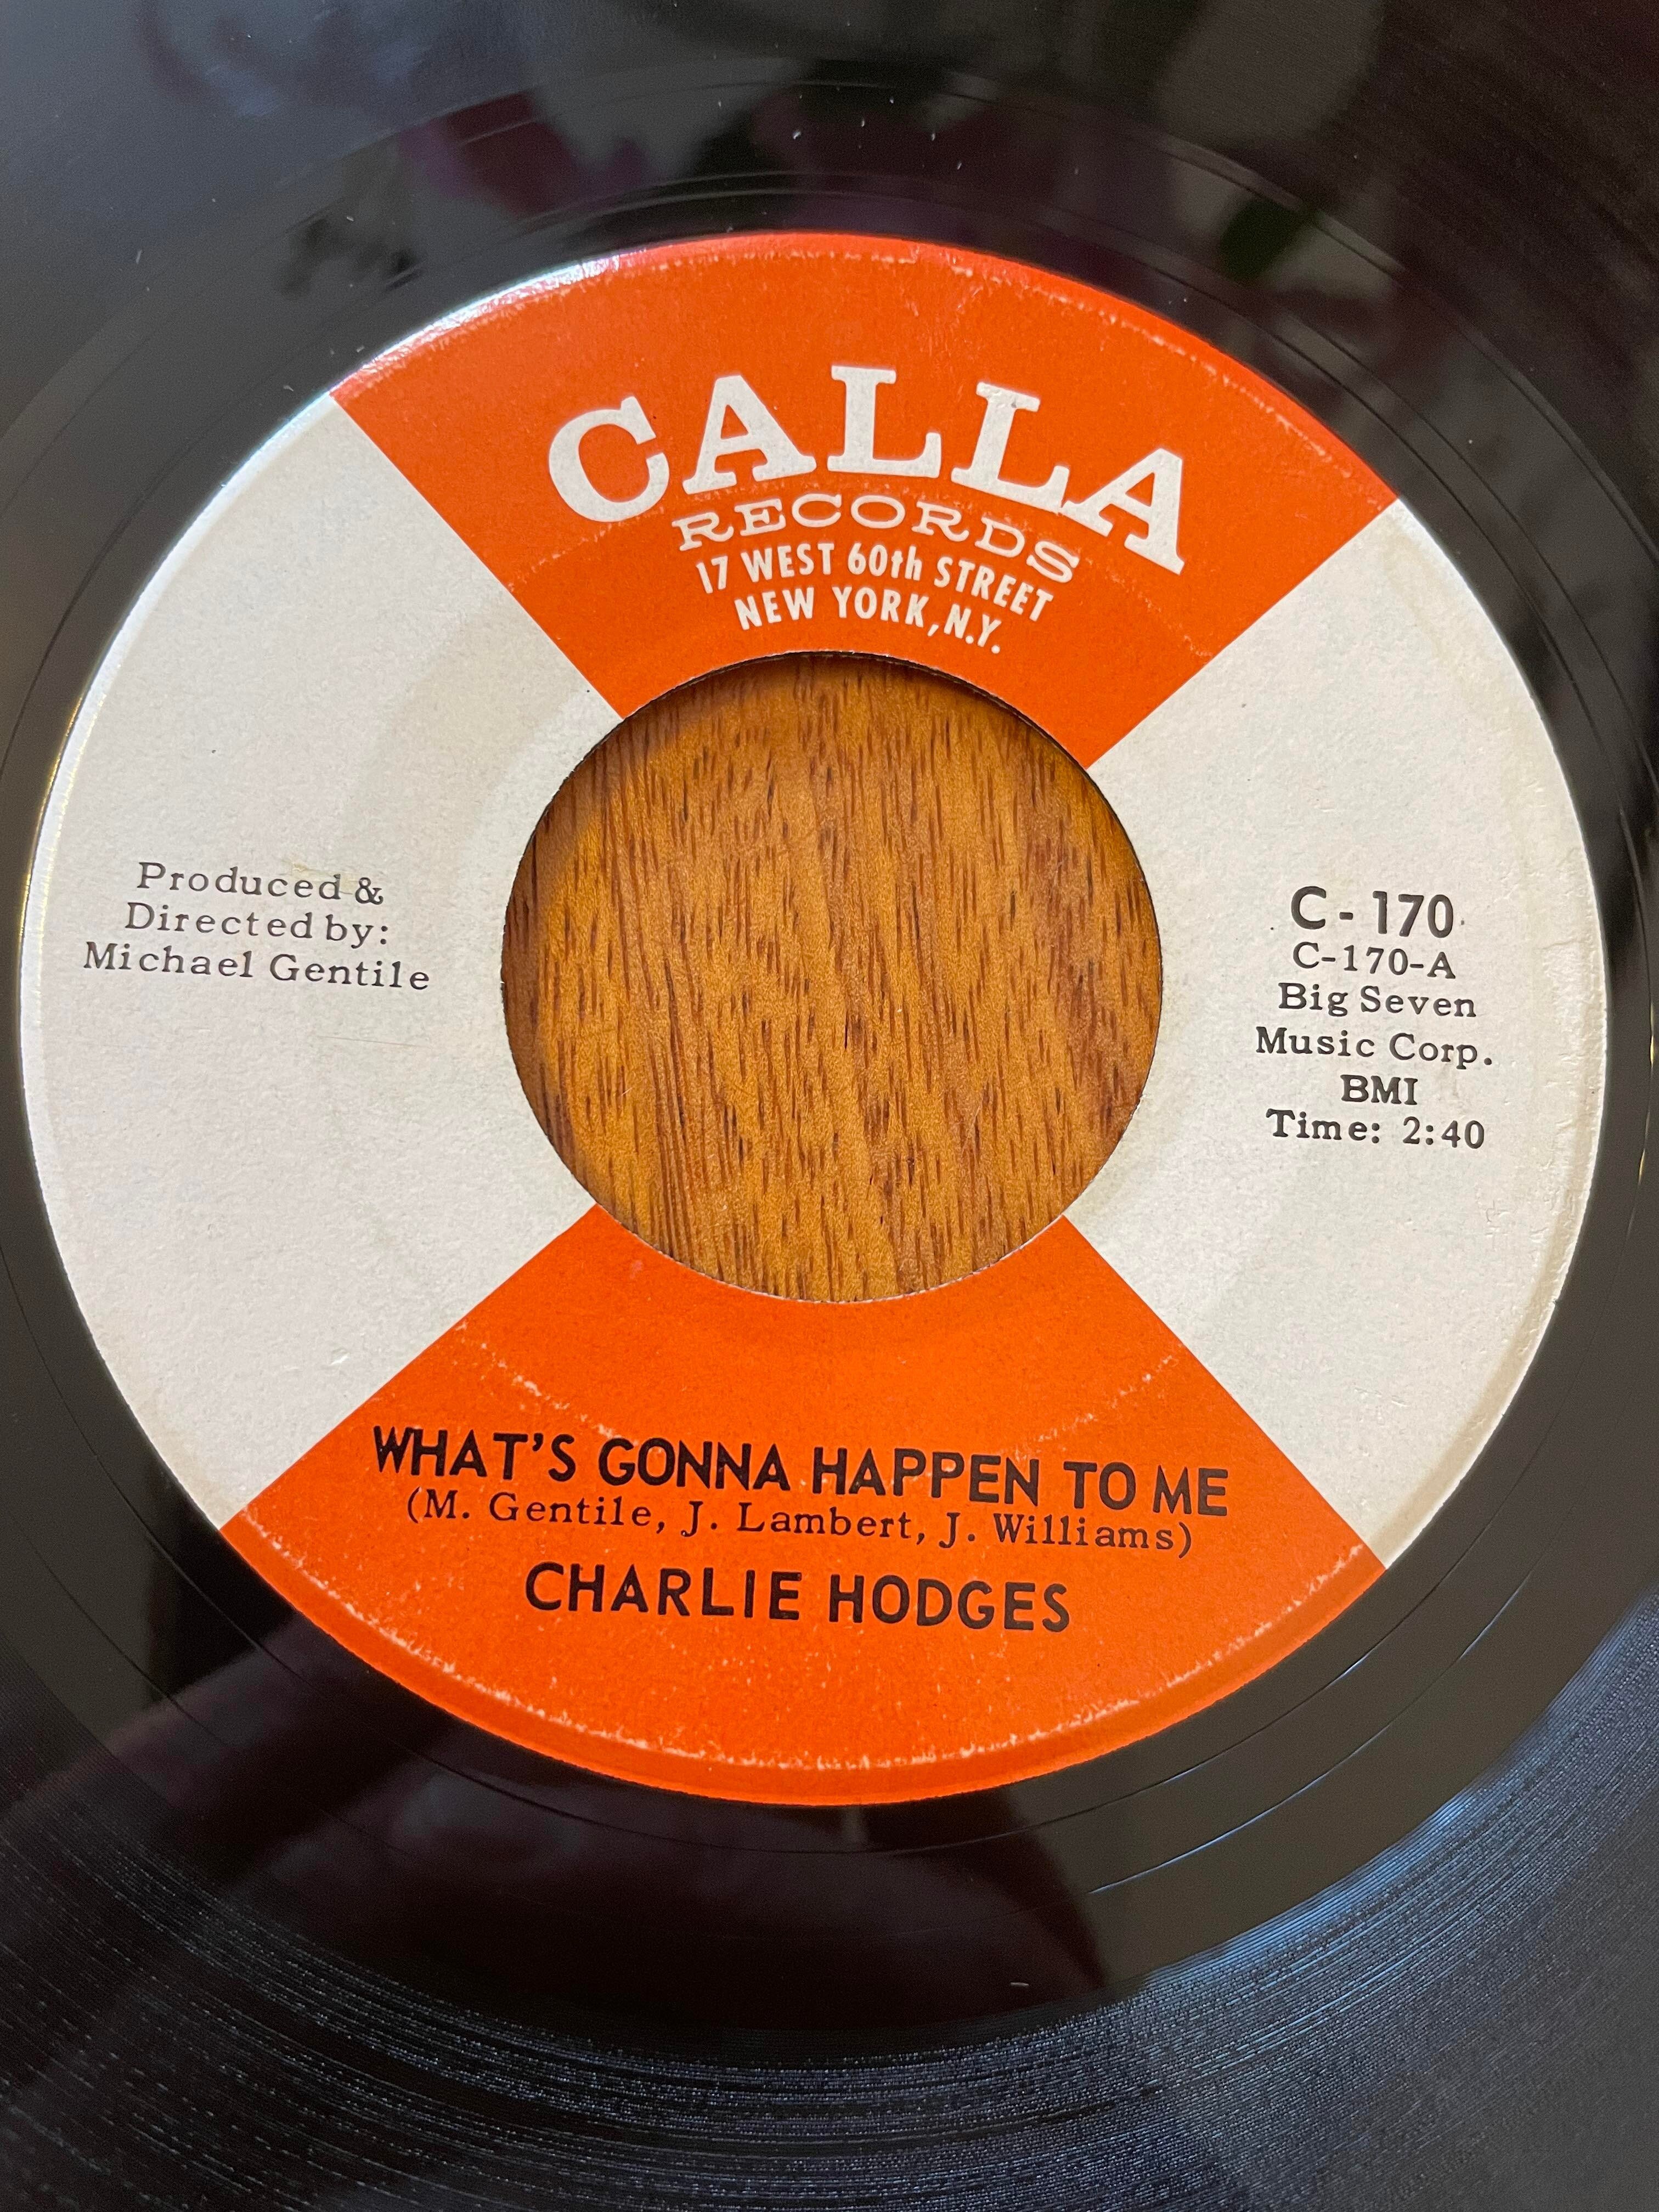 CALLA
RECORDS
17 WEST 60th STREET
NEW YORK, N.Y.
Produced &
Directed by:
Michael Gentile
C-170
C-170-A
Big Seven
Music Corp.
BMI
Time: 2:40
WHAT'S GONNA HAPPEN TO ME
(M. Gentile, J. Lambert, J. Williams)
CHARLIE HODGES